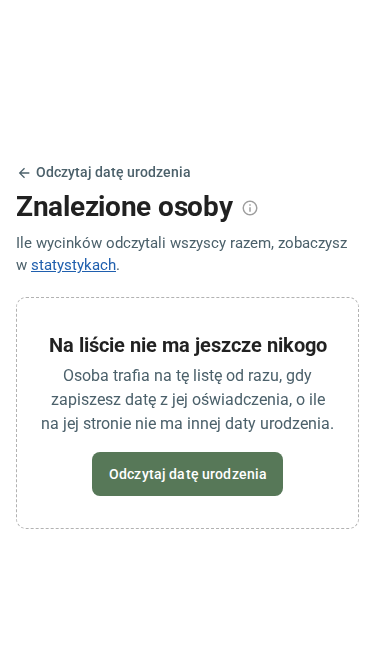 ← Odczytaj datę urodzenia
Znalezione osoby
Ile wycinków odczytali wszyscy razem, zobaczysz
w statystykach.
Na liście nie ma jeszcze nikogo
Osoba trafia na tę listę od razu, gdy
zapiszesz datę z jej oświadczenia, o ile
na jej stronie nie ma innej daty urodzenia.
Odczytaj datę urodzenia